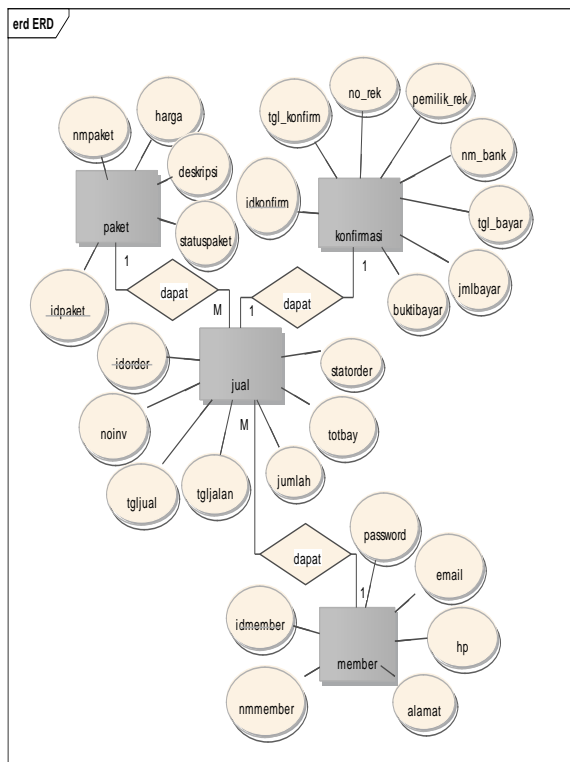 erd ERD
harga
nmpaket
deskripsi
paket
statuspaket
idpaket
1
dapat
M
no_rek
tgl_konfirm
pemilik_rek
nm_bank
idkonfirm
konfirmasi
tgl_bayar
jmlbayar
buktibayar
1
dapat
1
idorder
jual
statorder
noinv
M
totbay
tgljual
tgljalan
jumlah
dapat
1
password
email
idmember
member
hp
nmmember
alamat